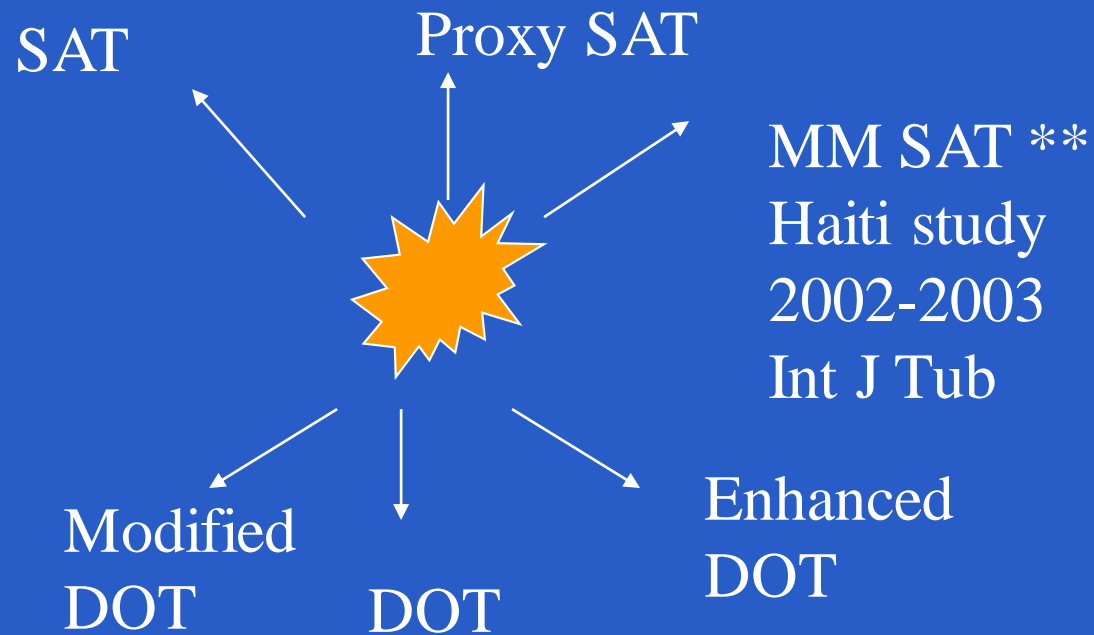 SAT
Proxy SAT
MM SAT **
Haiti study
2002-2003
Int J Tub
Modified
DOT
DOT
Enhanced
DOT